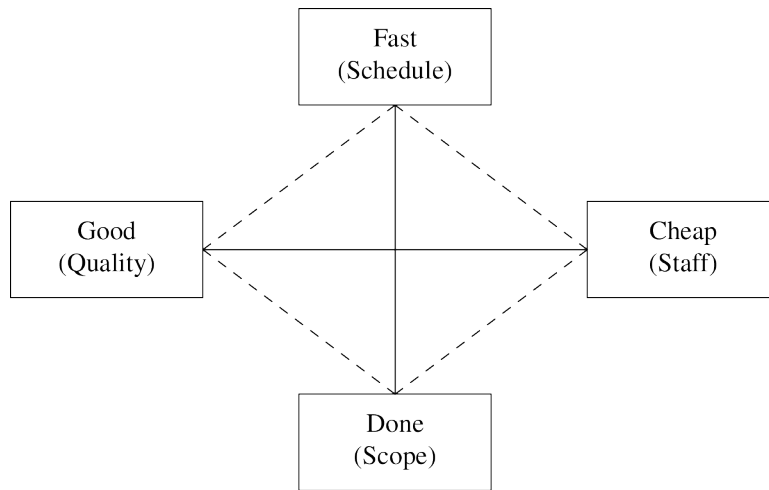 Fast
(Schedule)
Good
(Quality)
Cheap
(Staff)
Done
(Scope)